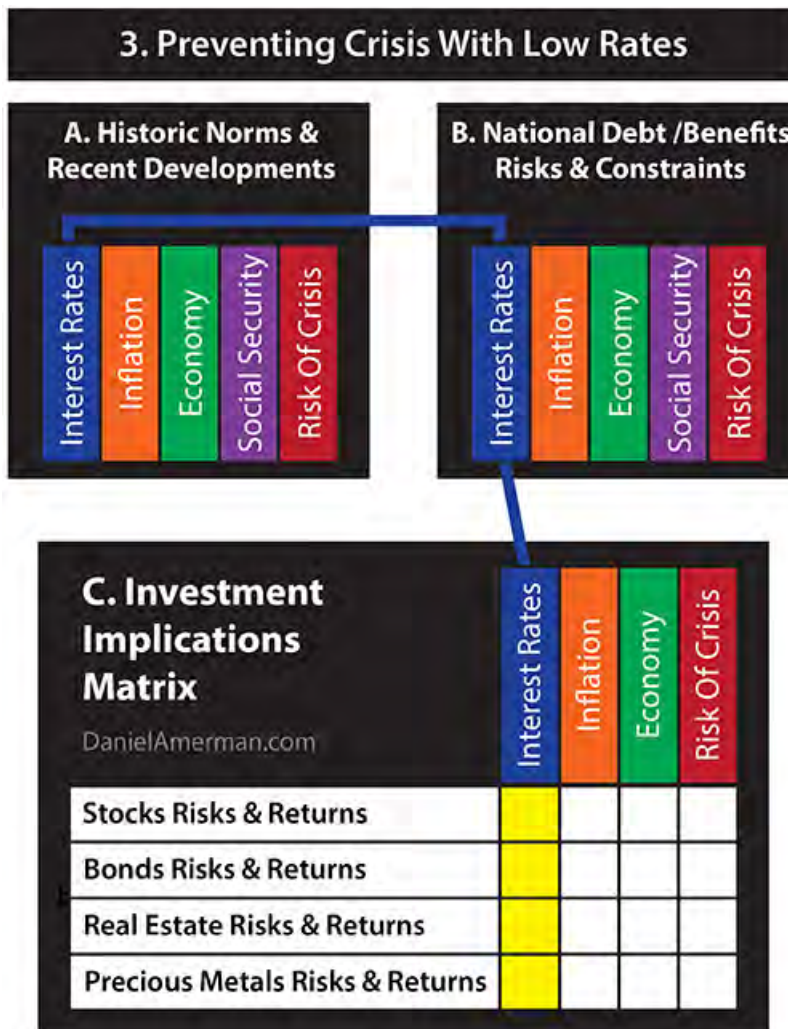 3. Preventing Crisis With Low Rates
A. Historic Norms &
Recent Developments
Interest Rates
Inflation
Economy
Social Security
Risk Of Crisis
B. National Debt /Benefits
Risks & Constraints
Interest Rates
Inflation
Economy
Social Security
Risk Of Crisis
C. Investment
Implications
Matrix
DanielAmerman.com
Interest Rates
Inflation
Economy
Risk Of Crisis
Stocks Risks & Returns
Bonds Risks & Returns
Real Estate Risks & Returns
Precious Metals Risks & Returns